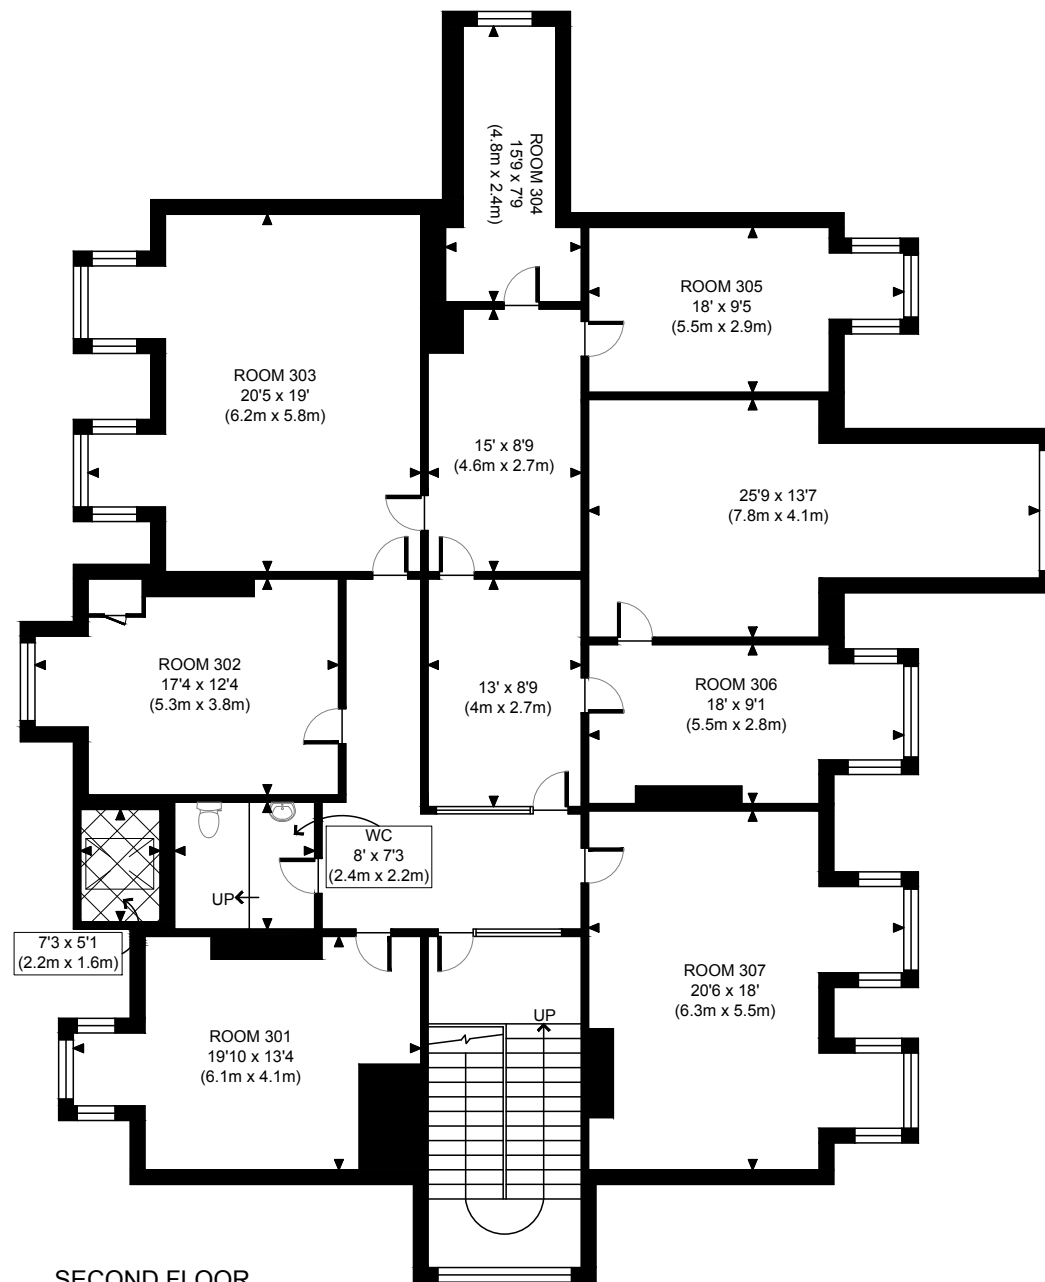 ROOM 304
15'9 x 7'9
(4.8m x 2.4m)
ROOM 305
18' x 9'5
(5.5m x 2.9m)
ROOM 303
20'5 x 19'
(6.2m x 5.8m)
15' x 8'9
(4.6m x 2.7m)
25'9 x 13'7
(7.8m x 4.1m)
ROOM 302
17'4 x 12'4
(5.3m x 3.8m)
13' x 8'9
(4m x 2.7m)
ROOM 306
18' x 9'1
(5.5m x 2.8m)
WC
8' x 7'3
(2.4m x 2.2m)
UP
7'3 x 5'1
(2.2m x 1.6m)
ROOM 307
20'6 x 18'
(6.3m x 5.5m)
UP
ROOM 301
19'10 x 13'4
(6.1m x 4.1m)
SECOND FLOOR